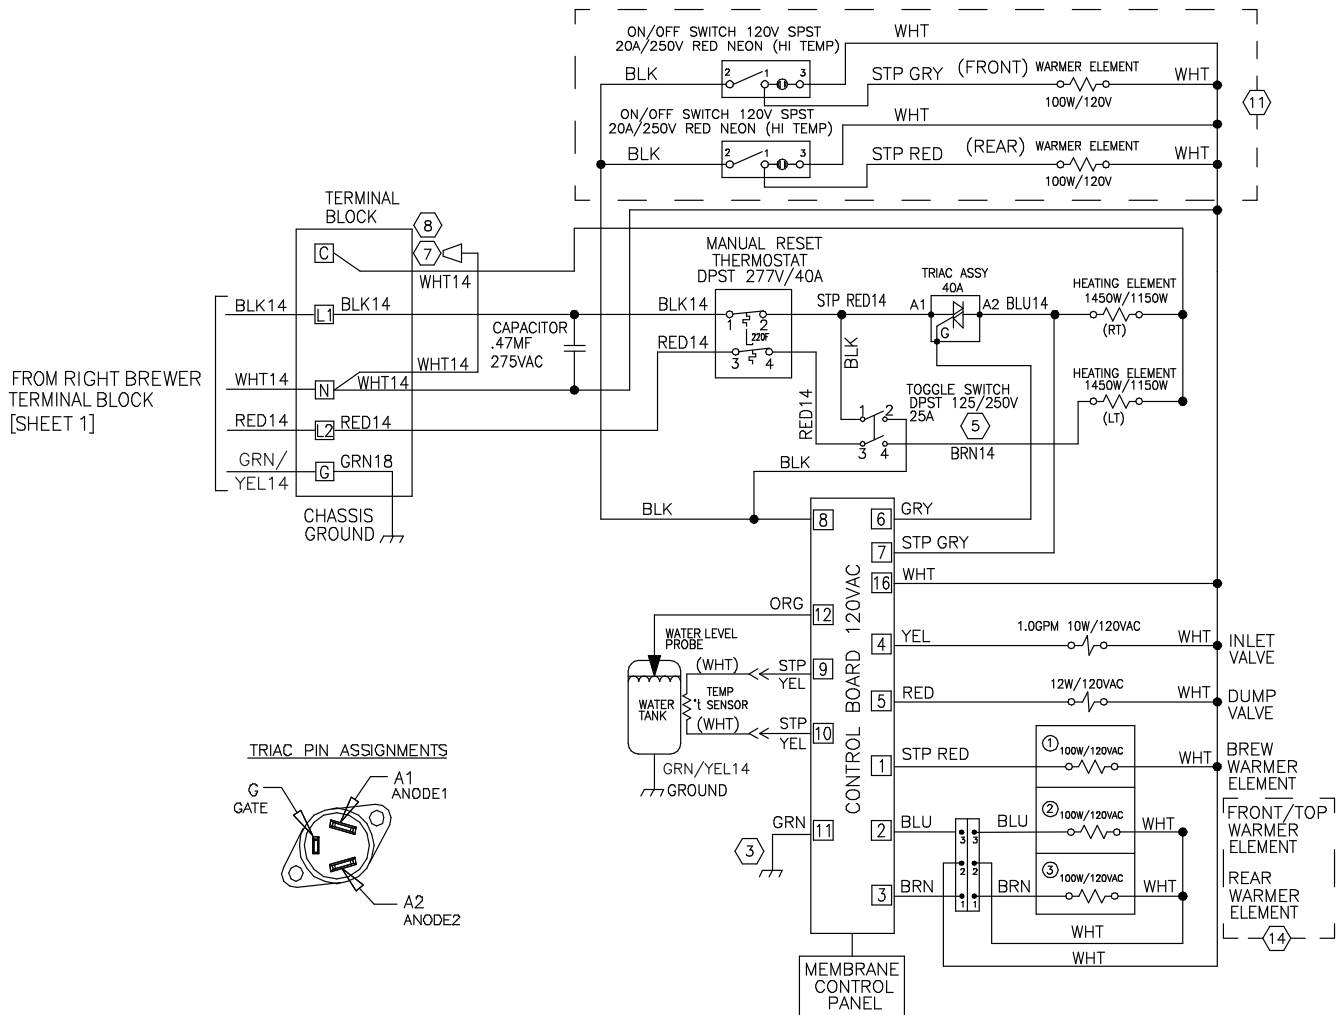 ON/OFF SWITCH 120V SPST
20A/250V RED NEON (HI TEMP)
WHT
BLK
2 1 3
STP GRY
(FRONT)
WARMER ELEMENT
100W/120V
WHT
11
ON/OFF SWITCH 120V SPST
20A/250V RED NEON (HI TEMP)
WHT
BLK
2 1 3
STP RED
(REAR)
WARMER ELEMENT
100W/120V
WHT
TERMINAL
BLOCK
8
7
C
WHT14
MANUAL RESET
THERMOSTAT
DPST 277V/40A
1 2
220F
3 4
STP RED14
TRIAC ASSY
40A
A1
A2
G
BLU14
HEATING ELEMENT
1450W/1150W
(RT)
BLK14
L1
BLK14
CAPACITOR
.47MF
275VAC
BLK14
RED14
BLK
WHT14
FROM RIGHT BREWER
TERMINAL BLOCK
[SHEET 1]
WHT14
N
WHT14
HEATING ELEMENT
1450W/1150W
(LT)
TOGGLE SWITCH
DPST 125/250V
25A
5
RED14
1 2
3 4
BRN14
RED14
L2
RED14
GRN/
YEL14
G
GRN18
CHASSIS
GROUND
BLK
BLK
8
6
GRY
7
STP GRY
16
WHT
CONTROL BOARD 120VAC
ORG
12
WATER LEVEL
PROBE
4
YEL
1.0GPM 10W/120VAC
WHT
INLET
VALVE
(WHT)
STP
YEL
9
WATER
TANK
TEMP
°t SENSOR
(WHT)
STP
YEL
10
5
RED
12W/120VAC
WHT
DUMP
VALVE
GRN/YEL14
GROUND
1
STP RED
1
100W/120VAC
WHT
BREW
WARMER
ELEMENT
3
GRN
11
2
BLU
3 3
BLU
2
100W/120VAC
WHT
FRONT/TOP
WARMER
ELEMENT
2 2
3
BRN
1 1
BRN
3
100W/120VAC
WHT
REAR
WARMER
ELEMENT
14
WHT
WHT
MEMBRANE
CONTROL
PANEL
TRIAC PIN ASSIGNMENTS
G
GATE
A1
ANODE1
A2
ANODE2